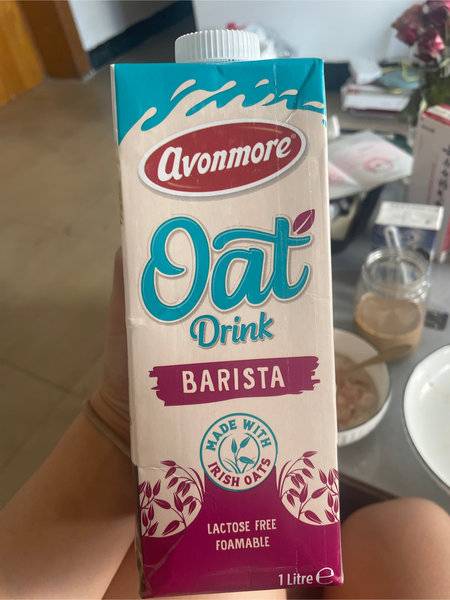 avonmore®
Oat
Drink
BARISTA
MADE WITH
IRISH OATS
LACTOSE FREE
FOAMABLE
1 Litre ℮